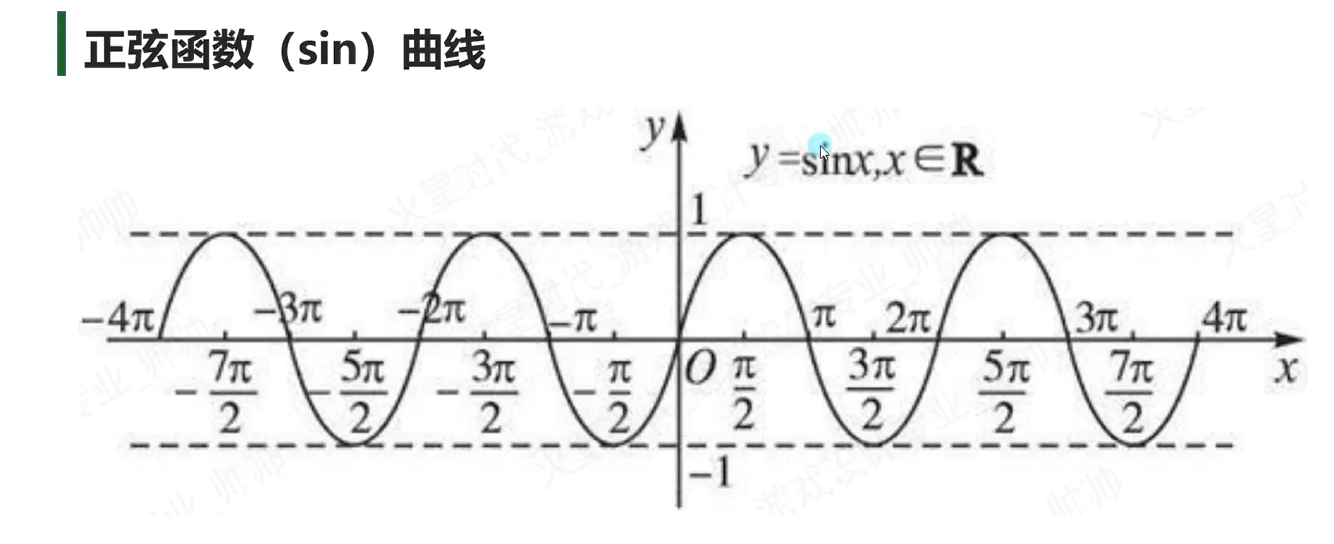 正弦函数（sin）曲线
y
y=sinx,x∈R
1
-4π -3π -2π -π π 2π 3π 4π
-7π/2 -5π/2 -3π/2 -π/2 O π/2 3π/2 5π/2 7π/2 x
-1